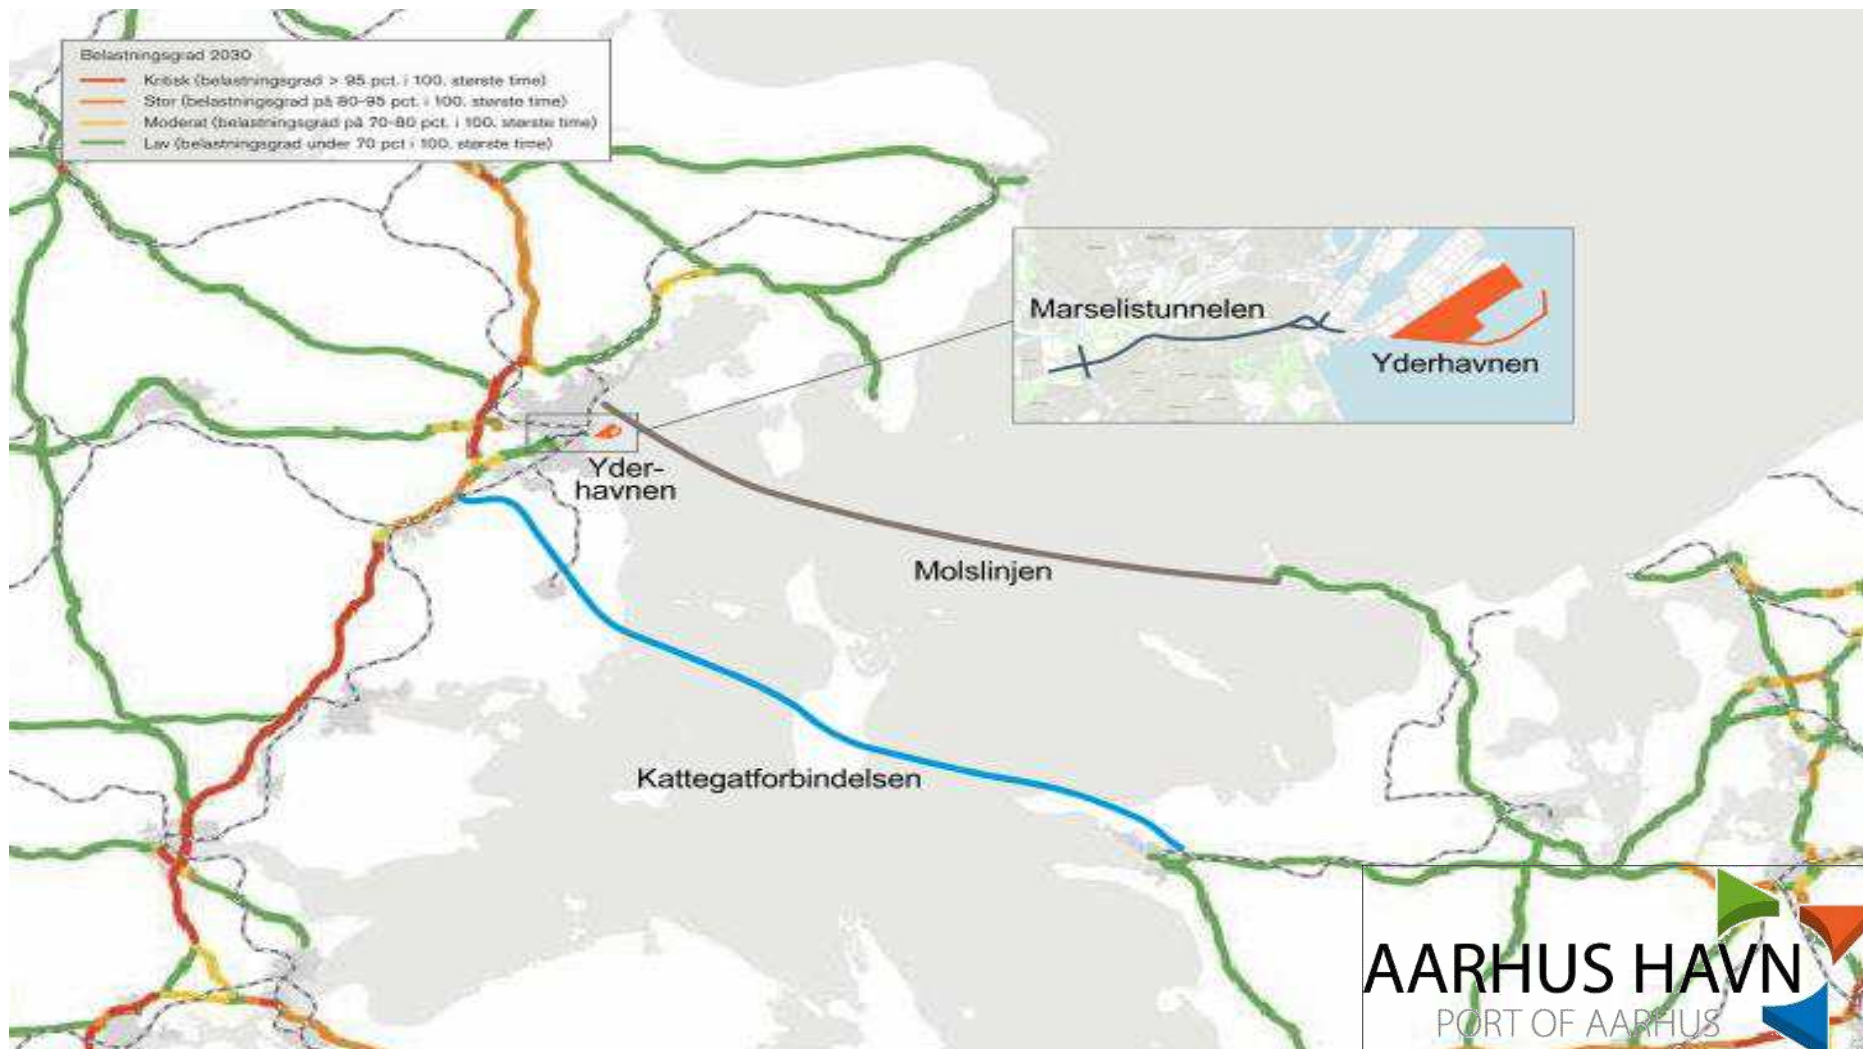 Belastningsgrad 2030
Kritisk (belastningsgrad > 95 pct. i 100. største time)
Stor (belastningsgrad på 80-95 pct. i 100. største time)
Moderat (belastningsgrad på 70-80 pct. i 100. største time)
Lav (belastningsgrad under 70 pct i 100. største time)
Marselistunnelen
Yderhavnen
Yder-
havnen
Molslinjen
Kattegatforbindelsen
AARHUS HAVN
PORT OF AARHUS